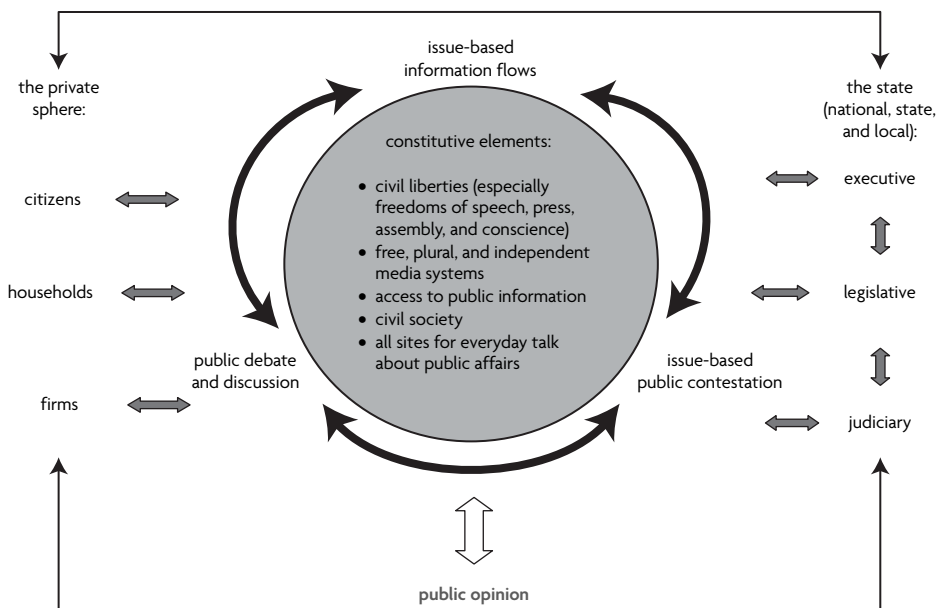 issue-based
information flows
the private
sphere:
the state
(national, state,
and local):
constitutive elements:
• civil liberties (especially
freedoms of speech, press,
assembly, and conscience)
• free, plural, and independent
media systems
• access to public information
• civil society
• all sites for everyday talk
about public affairs
citizens
executive
households
legislative
public debate
and discussion
issue-based
public contestation
firms
judiciary
public opinion